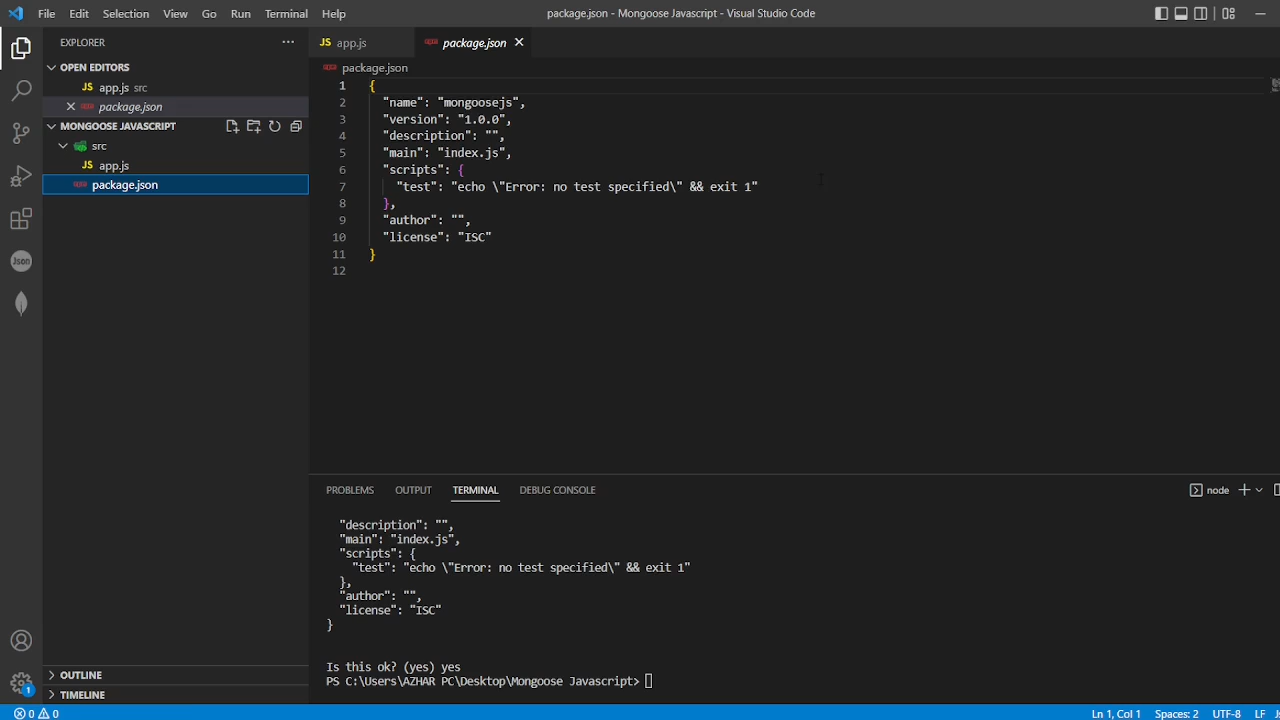 File Edit Selection View Go Run Terminal Help
package.json - Mongoose Javascript - Visual Studio Code
EXPLORER
OPEN EDITORS
JS app.js src
package.json
MONGOOSE JAVASCRIPT
src
JS app.js
package.json
OUTLINE
TIMELINE
Json
1
JS app.js
package.json
package.json
1 {
2 "name": "mongoosejs",
3 "version": "1.0.0",
4 "description": "",
5 "main": "index.js",
6 "scripts": {
7 "test": "echo \"Error: no test specified\" && exit 1"
8 },
9 "author": "",
10 "license": "ISC"
11 }
12
PROBLEMS OUTPUT TERMINAL DEBUG CONSOLE
node
"description": "",
"main": "index.js",
"scripts": {
"test": "echo \"Error: no test specified\" && exit 1"
},
"author": "",
"license": "ISC"
}
Is this ok? (yes) yes
PS C:\Users\AZHAR PC\Desktop\Mongoose Javascript>
0 0
Ln 1, Col 1 Spaces: 2 UTF-8 LF